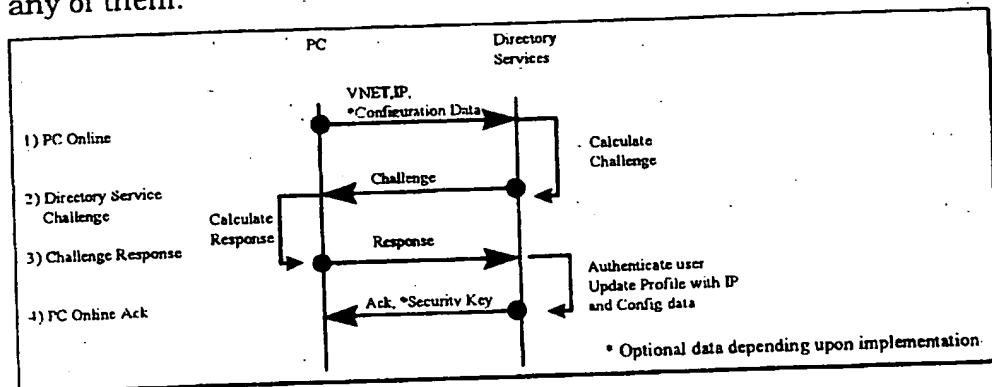 any of them.
PC
Directory
Services
VNET,IP,
*Configuration Data
1) PC Online
Calculate
Challenge
Challenge
2) Directory Service
Challenge
Calculate
Response
Response
3) Challenge Response
Authenticate user
Update Profile with IP
and Config data
Ack, *Security Key
4) PC Online Ack
* Optional data depending upon implementation